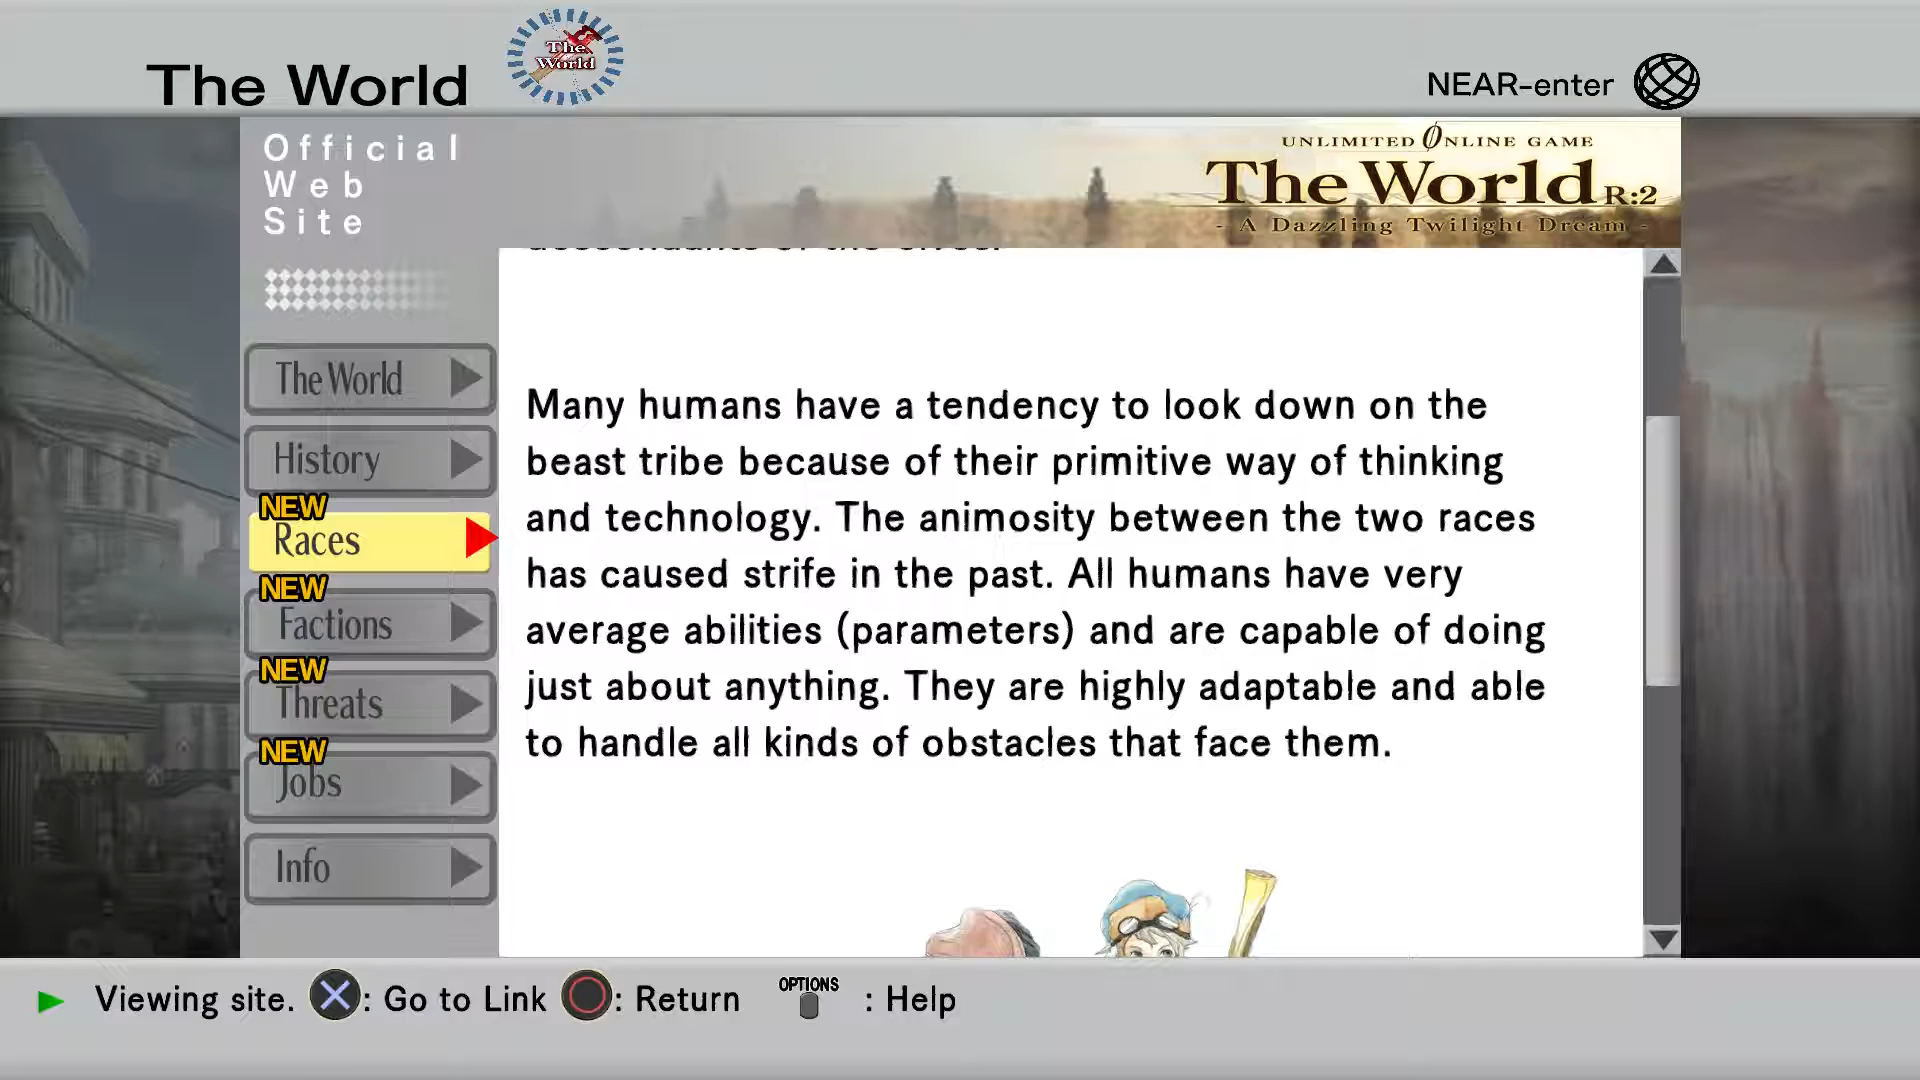 The World
The
World
NEAR-enter
Official
Web
Site
UNLIMITED ONLINE GAME
The World R:2
- A Dazzling Twilight Dream -
descendants of the elves.
The World
History
NEW
Races
NEW
Factions
NEW
Threats
NEW
Jobs
Info
Many humans have a tendency to look down on the
beast tribe because of their primitive way of thinking
and technology. The animosity between the two races
has caused strife in the past. All humans have very
average abilities (parameters) and are capable of doing
just about anything. They are highly adaptable and able
to handle all kinds of obstacles that face them.
Viewing site. : Go to Link : Return OPTIONS : Help